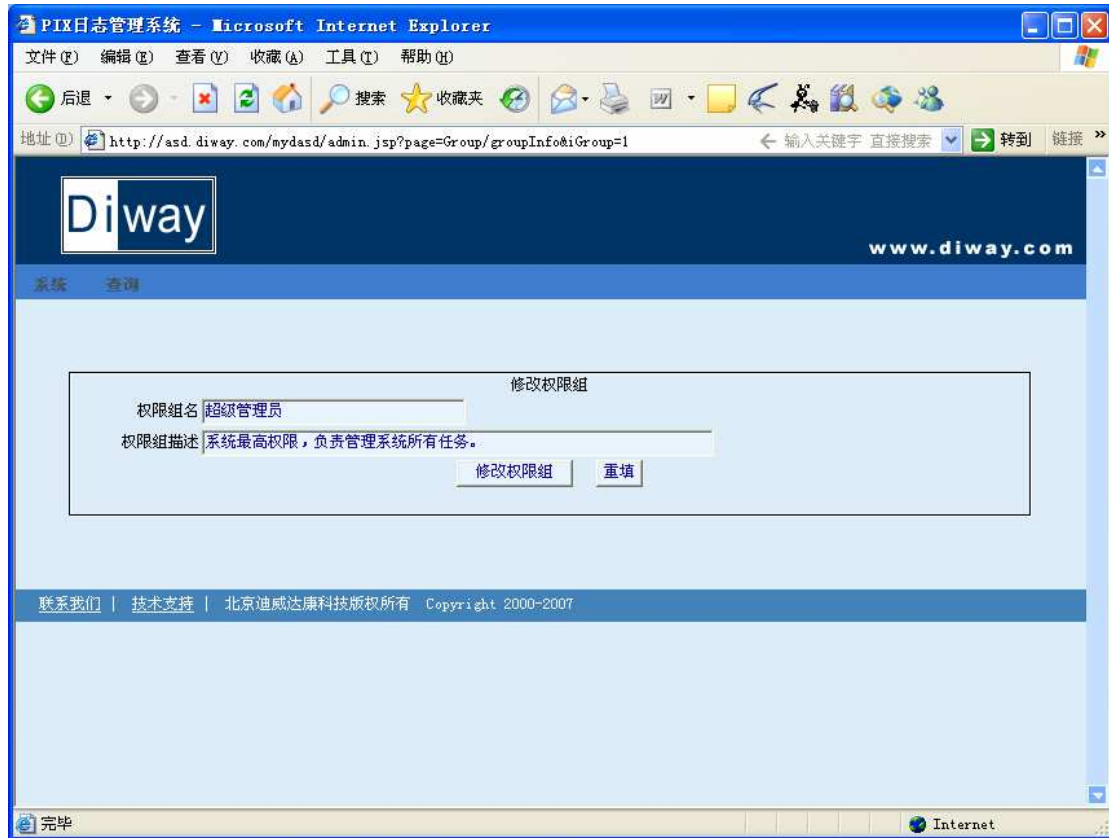 PIX日志管理系统 - Microsoft Internet Explorer
文件(F) 编辑(E) 查看(V) 收藏(A) 工具(T) 帮助(H)
后退 搜索 收藏夹
地址(D) http://asd.diway.com/mydasd/admin.jsp?page=Group/groupInfo&iGroup=1 输入关键字 直接搜索 转到 链接 »
Diway
www.diway.com
系统 查询
修改权限组
权限组名 超级管理员
权限组描述 系统最高权限，负责管理系统所有任务。
修改权限组 重填
联系我们 | 技术支持 | 北京迪威达康科技版权所有 Copyright 2000-2007
完毕 Internet